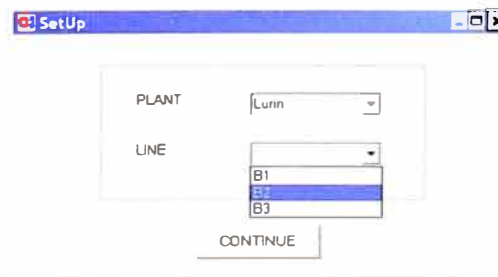 SetUp
PLANT Lurin
LINE
B1
B2
B3
CONTINUE